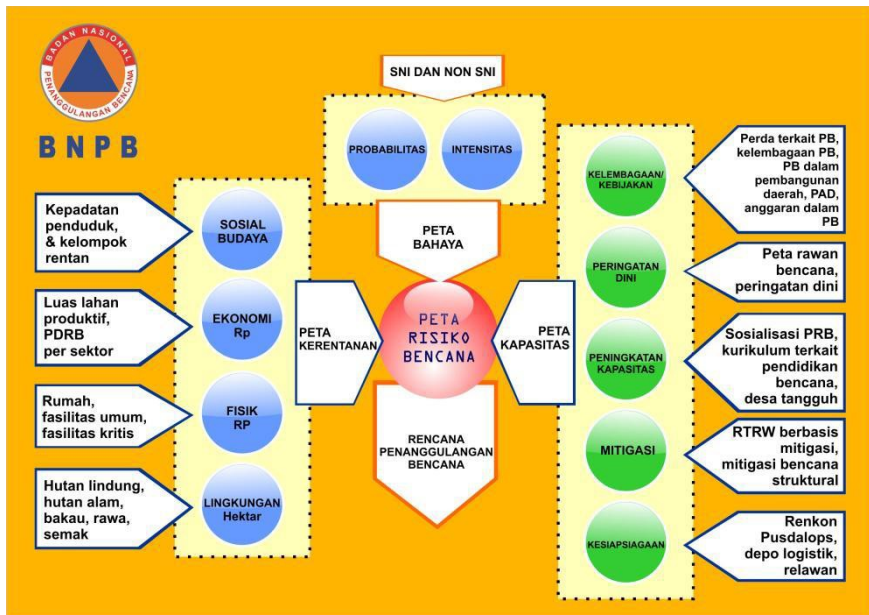 BADAN NASIONAL
PENANGGULANGAN BENCANA
BNPB
SNI DAN NON SNI
PROBABILITAS
INTENSITAS
PETA
BAHAYA
Kepadatan
penduduk,
& kelompok
rentan
SOSIAL
BUDAYA
Luas lahan
produktif,
PDRB
per sektor
EKONOMI
Rp
Rumah,
fasilitas umum,
fasilitas kritis
FISIK
RP
Hutan lindung,
hutan alam,
bakau, rawa,
semak
LINGKUNGAN
Hektar
PETA
KERENTANAN
PETA
RISIKO
BENCANA
PETA
KAPASITAS
RENCANA
PENANGGULANGAN
BENCANA
KELEMBAGAAN/
KEBIJAKAN
Perda terkait PB,
kelembagaan PB,
PB dalam
pembangunan
daerah, PAD,
anggaran dalam
PB
PERINGATAN
DINI
Peta rawan
bencana,
peringatan dini
PENINGKATAN
KAPASITAS
Sosialisasi PRB,
kurikulum terkait
pendidikan
bencana,
desa tangguh
MITIGASI
RTRW berbasis
mitigasi,
mitigasi bencana
struktural
KESIAPSIAGAAN
Renkon
Pusdalops,
depo logistik,
relawan